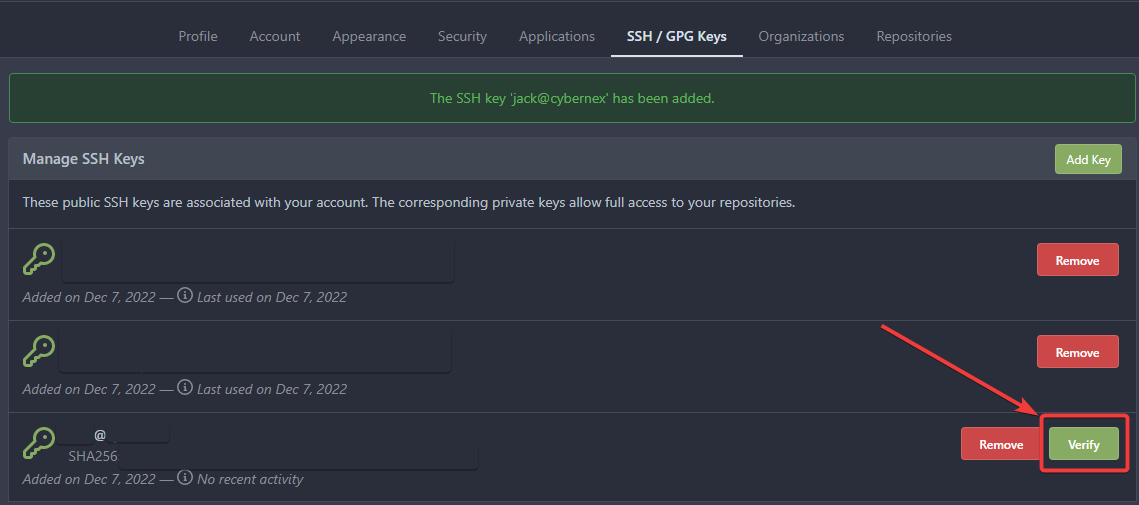 Profile Account Appearance Security Applications SSH / GPG Keys Organizations Repositories
The SSH key 'jack@cybernex' has been added.
Manage SSH Keys Add Key
These public SSH keys are associated with your account. The corresponding private keys allow full access to your repositories.
Remove
Added on Dec 7, 2022 — Last used on Dec 7, 2022
Remove
Added on Dec 7, 2022 — Last used on Dec 7, 2022
@ Remove Verify
SHA256
Added on Dec 7, 2022 — No recent activity